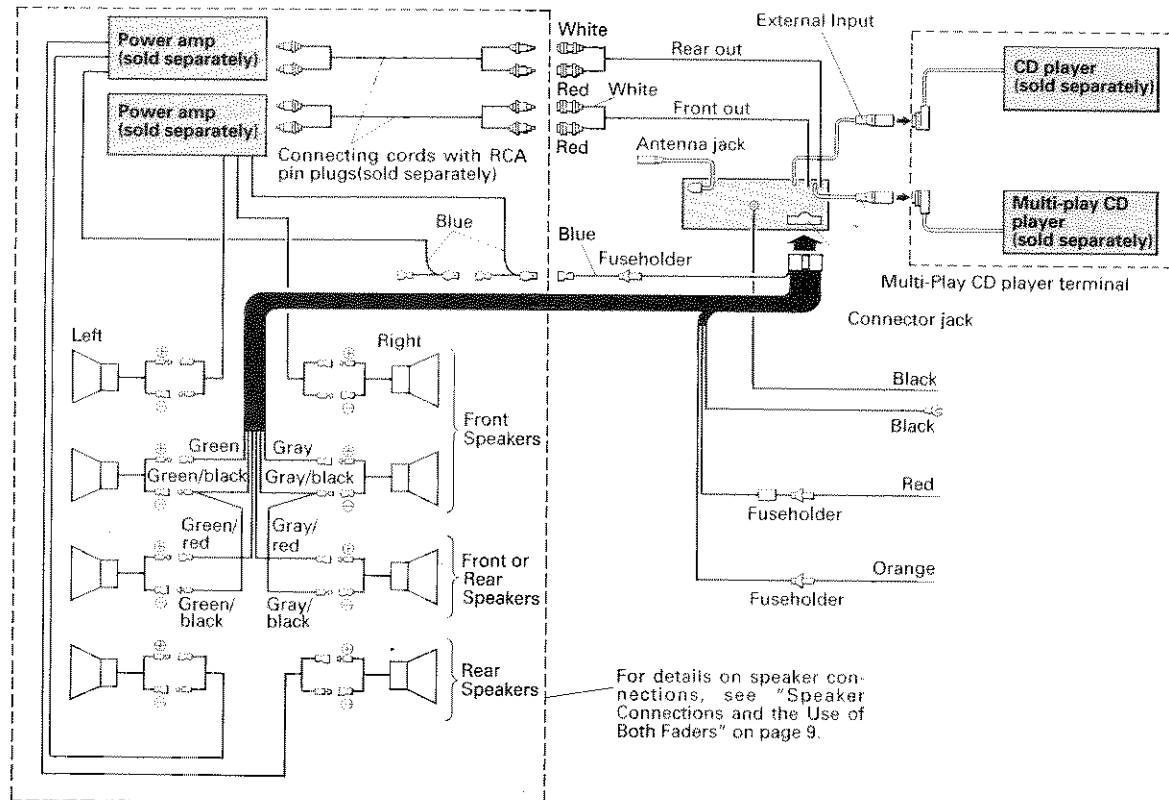 Power amp
(sold separately)
Power amp
(sold separately)
Connecting cords with RCA
pin plugs(sold separately)
White
Rear out
Red
White
Front out
Red
Antenna jack
External Input
CD player
(sold separately)
Multi-play CD
player
(sold separately)
Multi-Play CD player terminal
Blue
Blue
Fuseholder
Connector jack
Left
Right
⊕
⊖
⊕
⊖
Front
Speakers
Black
Black
⊕
⊖
Green
Gray
Green/black
Gray/black
⊕
⊖
Red
Fuseholder
⊕
⊖
Green/
red
Gray/
red
Green/
black
Gray/
black
⊕
⊖
Front or
Rear
Speakers
Orange
Fuseholder
⊕
⊖
⊕
⊖
Rear
Speakers
For details on speaker con-
nections, see "Speaker
Connections and the Use of
Both Faders" on page 9.